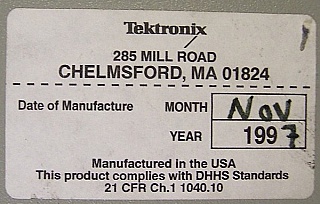 Tektronix
285 MILL ROAD
CHELMSFORD, MA 01824
Date of Manufacture MONTH Nov
YEAR 1997
Manufactured in the USA
This product complies with DHHS Standards
21 CFR Ch.1 1040.10